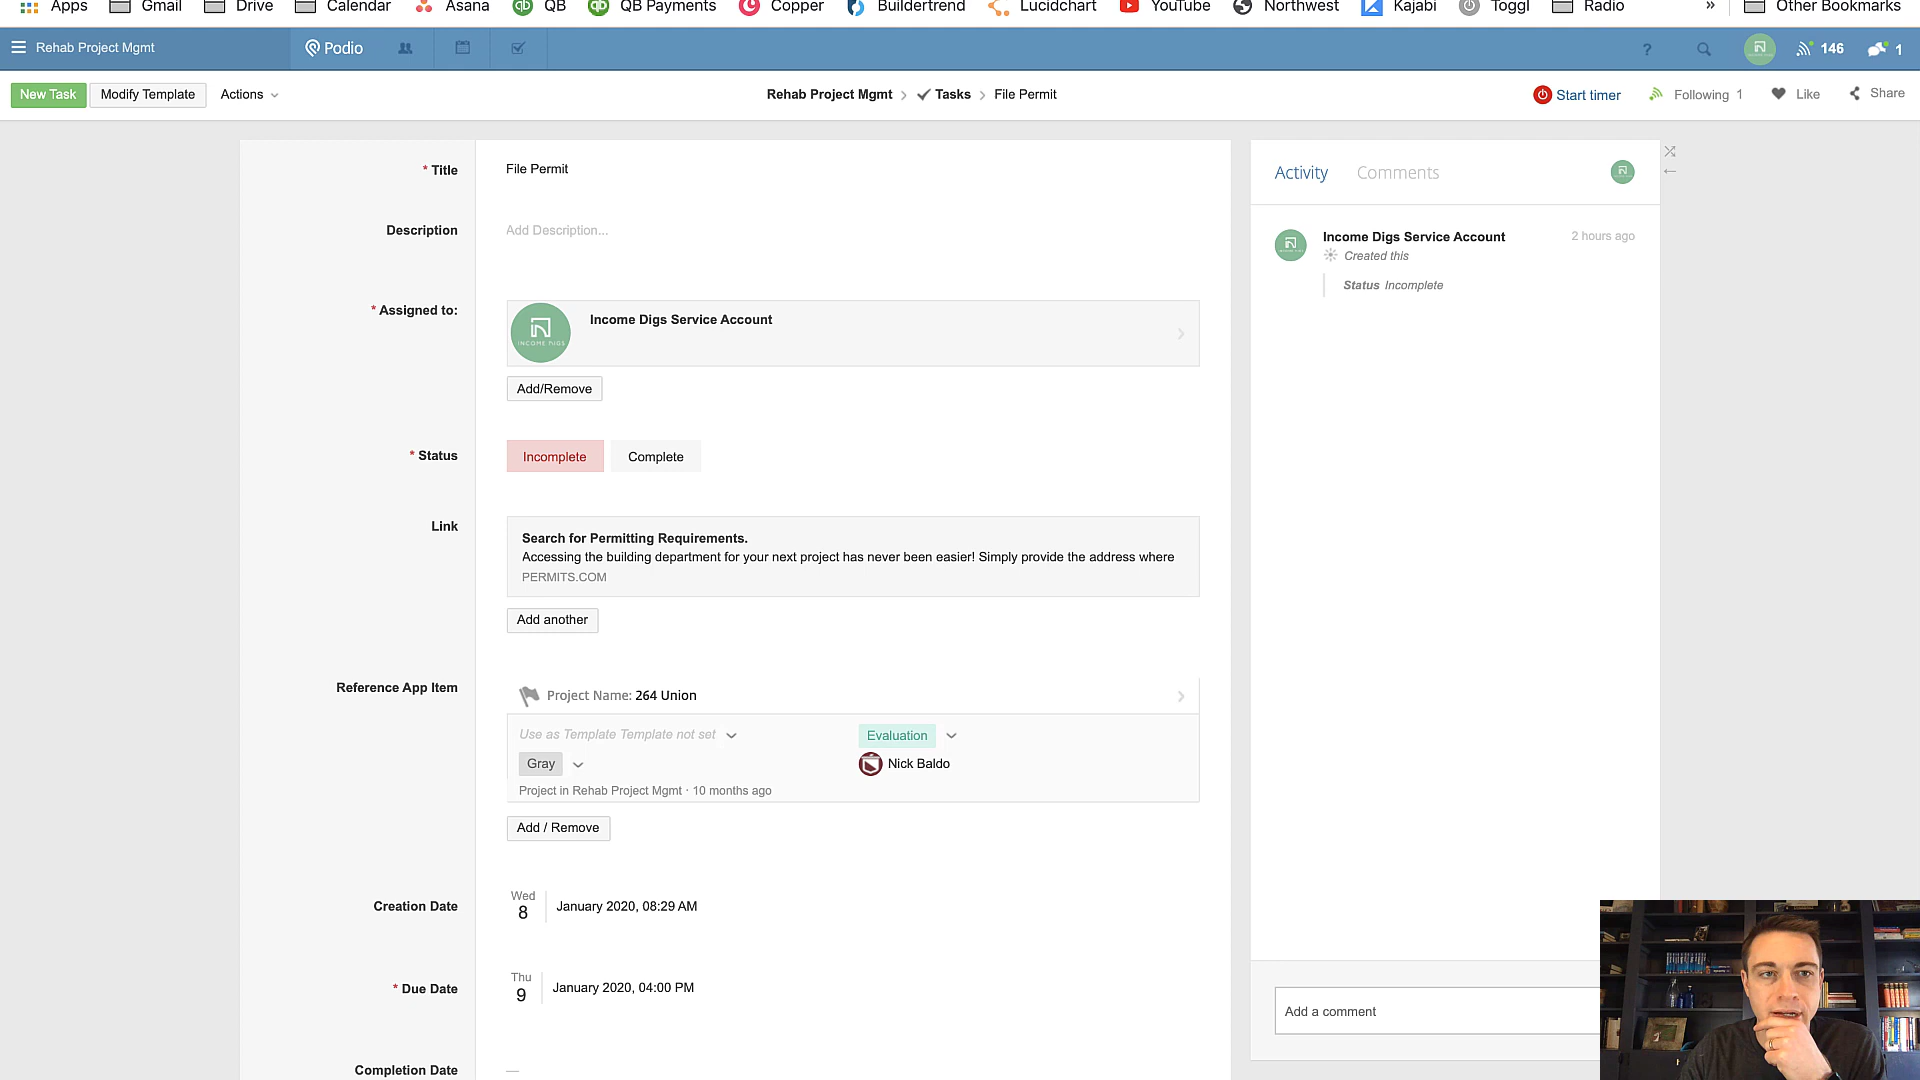 Apps Gmail Drive Calendar Asana QB QB Payments Copper Buildertrend Lucidchart YouTube Northwest Kajabi Toggl Radio » Other Bookmarks
Rehab Project Mgmt Podio ? 146 1
New Task Modify Template Actions Rehab Project Mgmt > Tasks > File Permit Start timer Following 1 Like Share
* Title File Permit
Description Add Description...
* Assigned to: Income Digs Service Account
INCOME DIGS
Add/Remove
* Status Incomplete Complete
Link Search for Permitting Requirements.
Accessing the building department for your next project has never been easier! Simply provide the address where
PERMITS.COM
Add another
Reference App Item Project Name: 264 Union
Use as Template Template not set Evaluation
Gray Nick Baldo
Project in Rehab Project Mgmt · 10 months ago
Add / Remove
Creation Date Wed 8 January 2020, 08:29 AM
* Due Date Thu 9 January 2020, 04:00 PM
Completion Date —
Activity Comments
Income Digs Service Account 2 hours ago
Created this
Status Incomplete
Add a comment